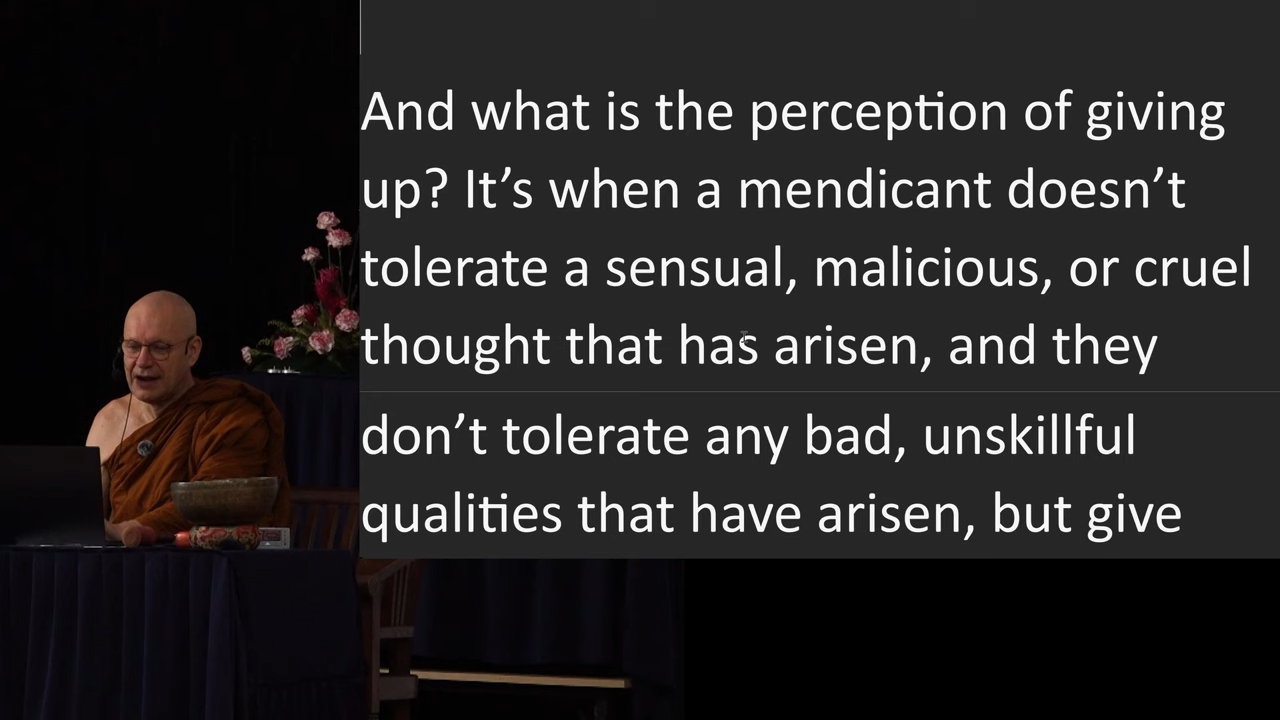 And what is the perception of giving
up? It’s when a mendicant doesn’t
tolerate a sensual, malicious, or cruel
thought that has arisen, and they
don’t tolerate any bad, unskillful
qualities that have arisen, but give